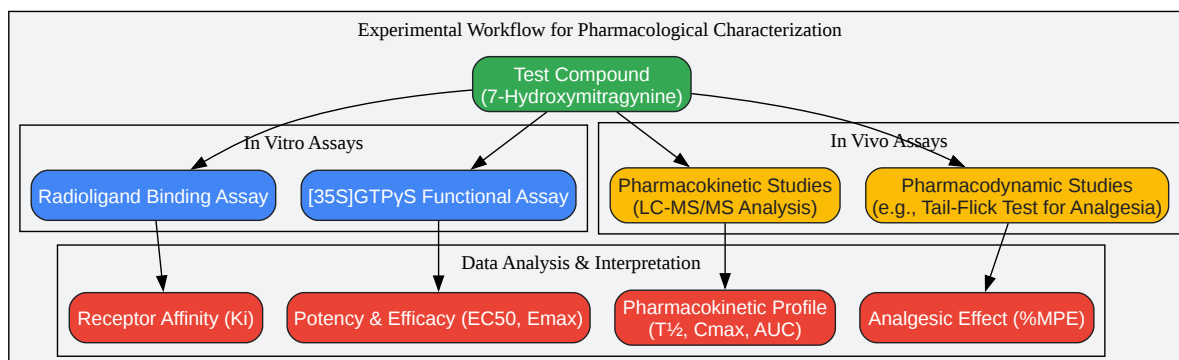 Experimental Workflow for Pharmacological Characterization
Test Compound
(7-Hydroxymitragynine)
In Vitro Assays
In Vivo Assays
Radioligand Binding Assay
[35S]GTPγS Functional Assay
Pharmacokinetic Studies
(LC-MS/MS Analysis)
Pharmacodynamic Studies
(e.g., Tail-Flick Test for Analgesia)
Data Analysis & Interpretation
Receptor Affinity (Ki)
Potency & Efficacy (EC50, Emax)
Pharmacokinetic Profile
(T½, Cmax, AUC)
Analgesic Effect (%MPE)